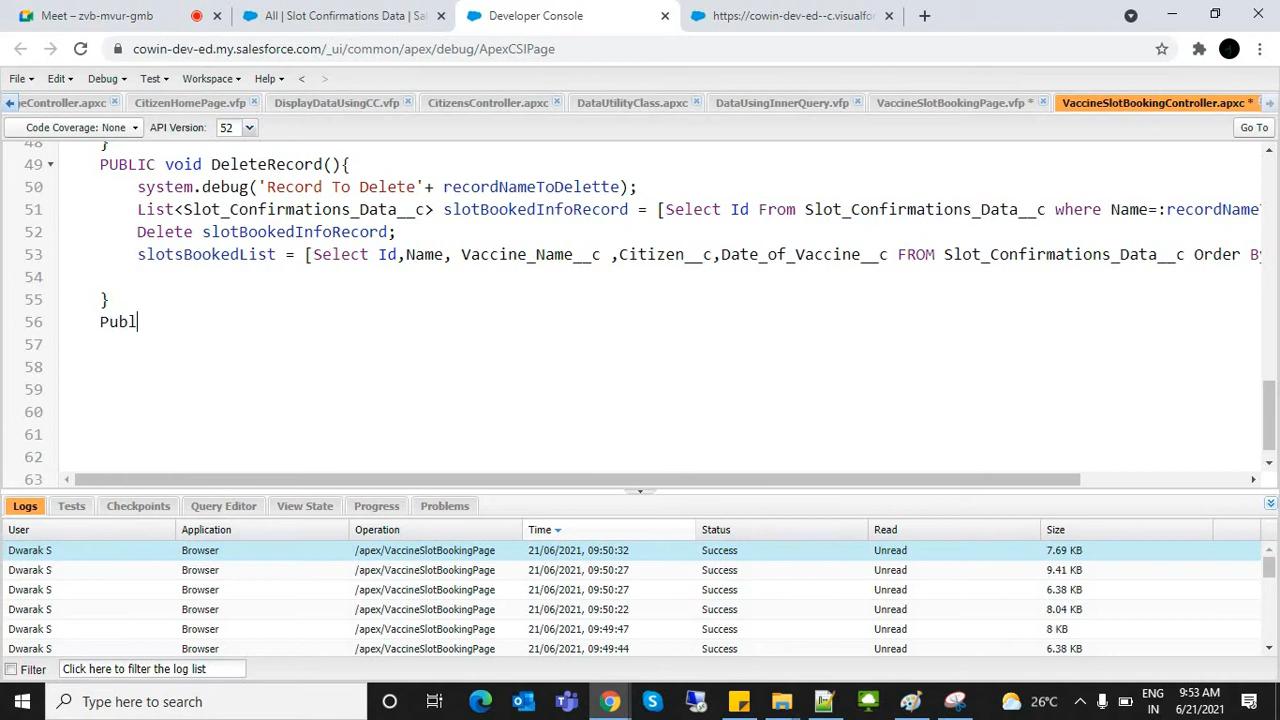 Meet – zvb-mvur-gmb
All | Slot Confirmations Data | Sal
Developer Console
https://cowin-dev-ed--c.visualfor
cowin-dev-ed.my.salesforce.com/_ui/common/apex/debug/ApexCSIPage
File Edit Debug Test Workspace Help < >
peController.apxc CitizenHomePage.vfp DisplayDataUsingCC.vfp CitizensController.apxc DataUtilityClass.apxc DataUsingInnerQuery.vfp VaccineSlotBookingPage.vfp * VaccineSlotBookingController.apxc *
Code Coverage: None API Version: 52 Go To
48 }
49 PUBLIC void DeleteRecord(){
50 system.debug('Record To Delete'+ recordNameToDelette);
51 List<Slot_Confirmations_Data__c> slotBookedInfoRecord = [Select Id From Slot_Confirmations_Data__c where Name=:recordName
52 Delete slotBookedInfoRecord;
53 slotsBookedList = [Select Id,Name, Vaccine_Name__c ,Citizen__c,Date_of_Vaccine__c FROM Slot_Confirmations_Data__c Order By
54
55 }
56 Publ
57
58
59
60
61
62
63
Logs Tests Checkpoints Query Editor View State Progress Problems
User Application Operation Time Status Read Size
Dwarak S Browser /apex/VaccineSlotBookingPage 21/06/2021, 09:50:32 Success Unread 7.69 KB
Dwarak S Browser /apex/VaccineSlotBookingPage 21/06/2021, 09:50:27 Success Unread 9.41 KB
Dwarak S Browser /apex/VaccineSlotBookingPage 21/06/2021, 09:50:27 Success Unread 6.38 KB
Dwarak S Browser /apex/VaccineSlotBookingPage 21/06/2021, 09:50:22 Success Unread 8.04 KB
Dwarak S Browser /apex/VaccineSlotBookingPage 21/06/2021, 09:49:47 Success Unread 8 KB
Dwarak S Browser /apex/VaccineSlotBookingPage 21/06/2021, 09:49:44 Success Unread 6.38 KB
Filter Click here to filter the log list
Type here to search
26°C
ENG
IN
9:53 AM
6/21/2021